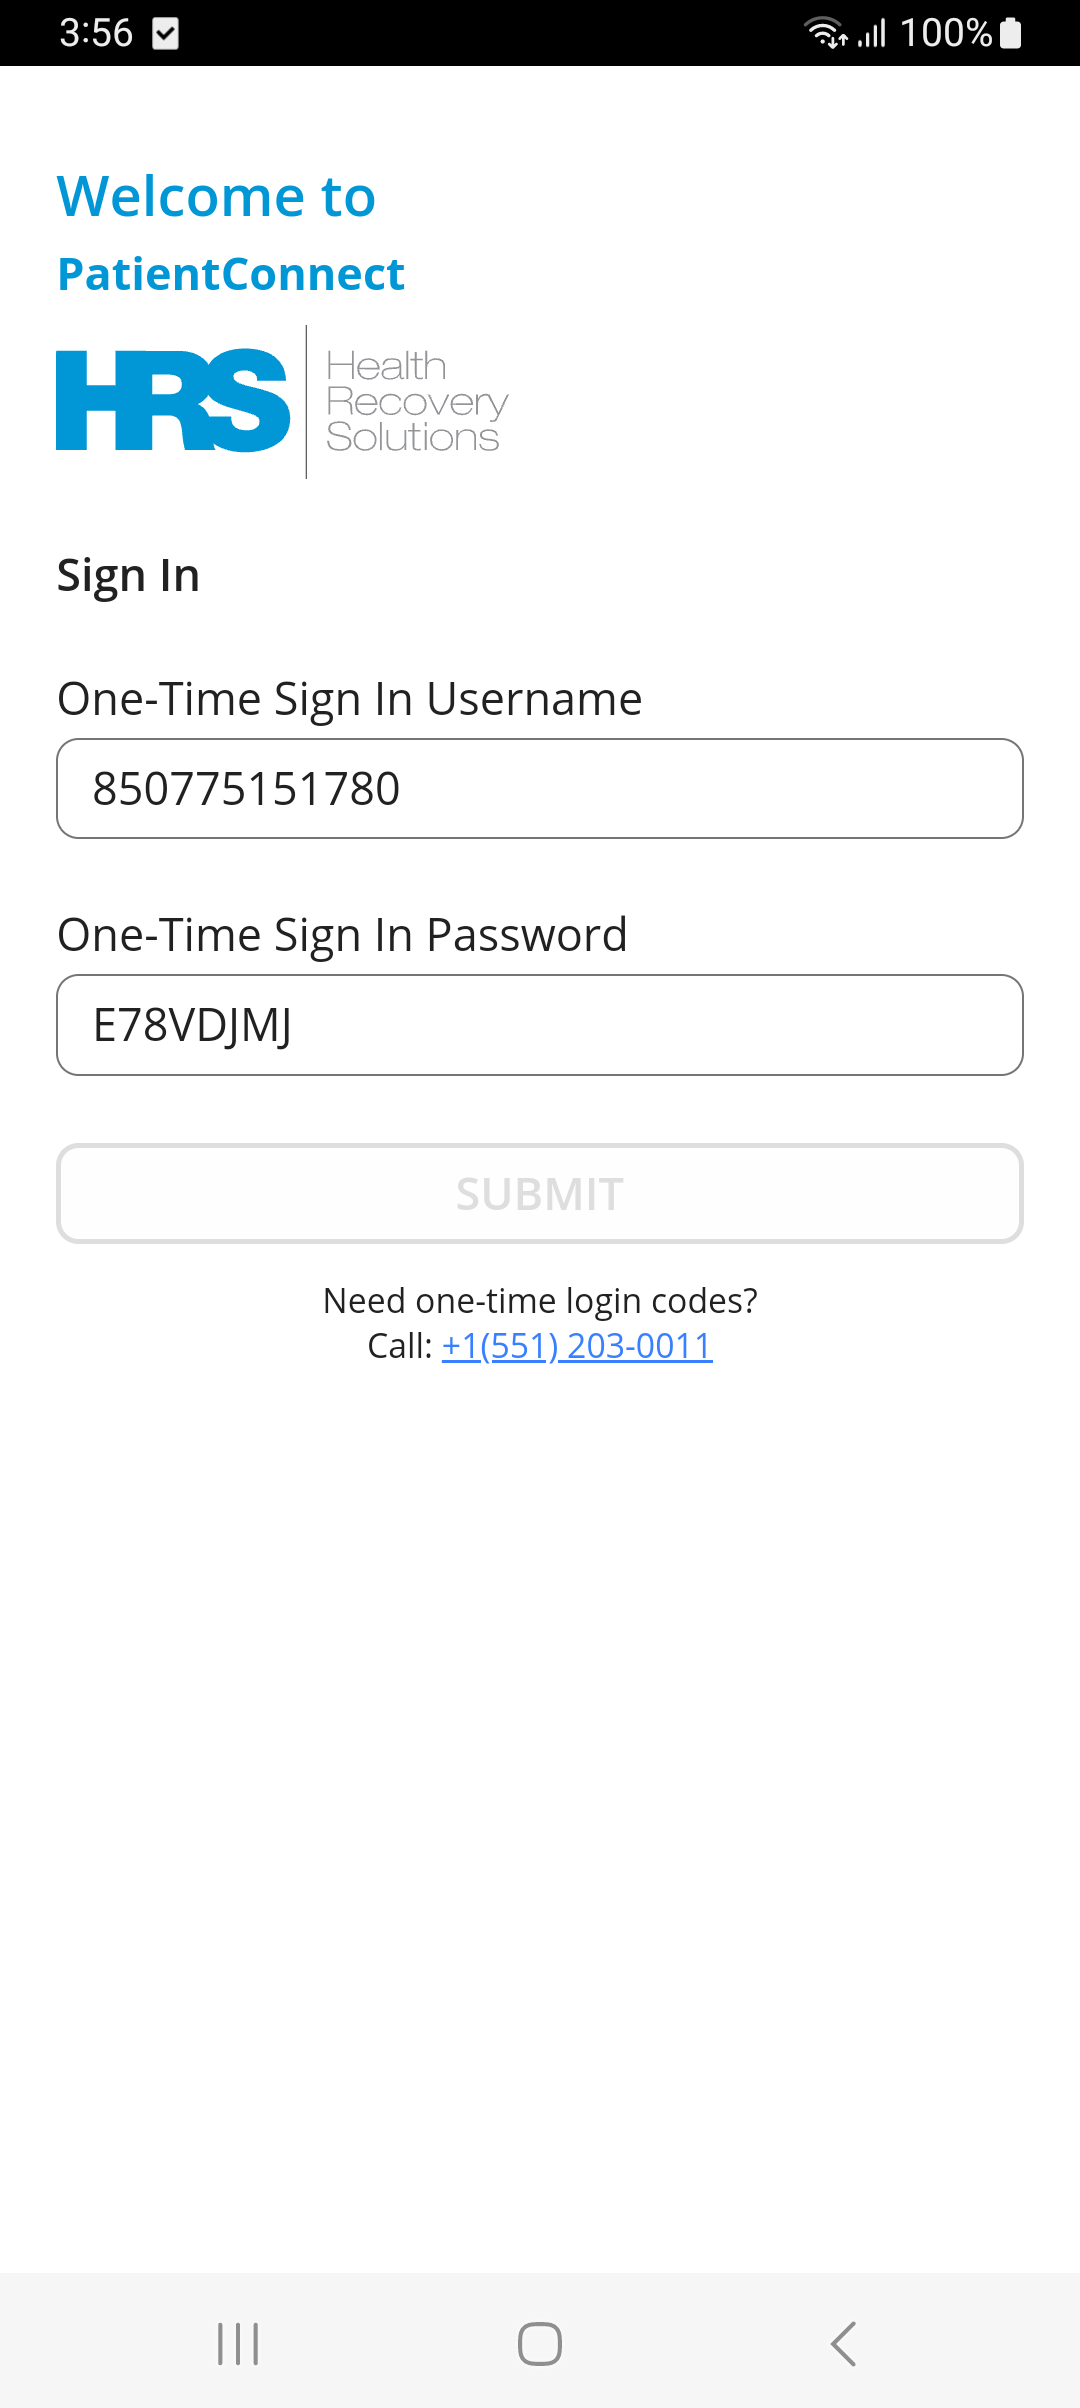 3:56
100%
Welcome to
PatientConnect
HRS
Health
Recovery
Solutions
Sign In
One-Time Sign In Username
850775151780
One-Time Sign In Password
E78VDJMJ
SUBMIT
Need one-time login codes?
Call: +1(551) 203-0011